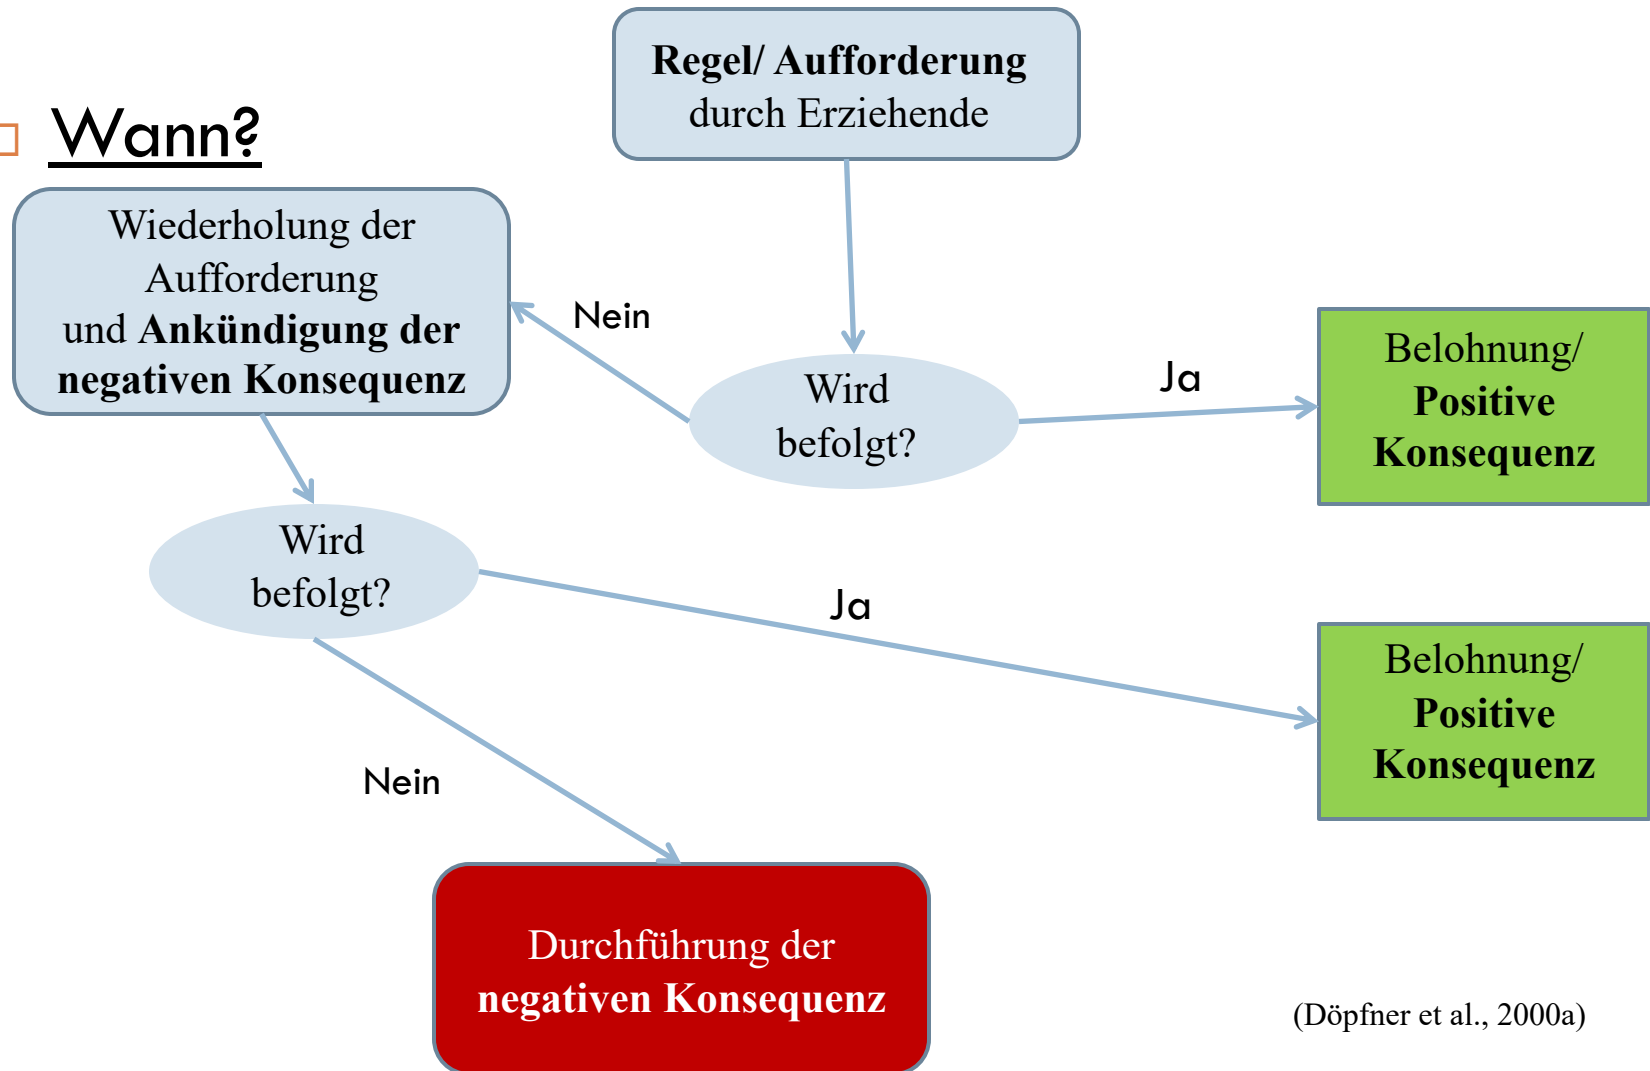 Regel/ Aufforderung
durch Erziehende
Wann?
Wiederholung der
Aufforderung
und Ankündigung der
negativen Konsequenz
Nein
Wird
befolgt?
Ja
Belohnung/
Positive
Konsequenz
Wird
befolgt?
Ja
Belohnung/
Positive
Konsequenz
Nein
Durchführung der
negativen Konsequenz
(Döpfner et al., 2000a)